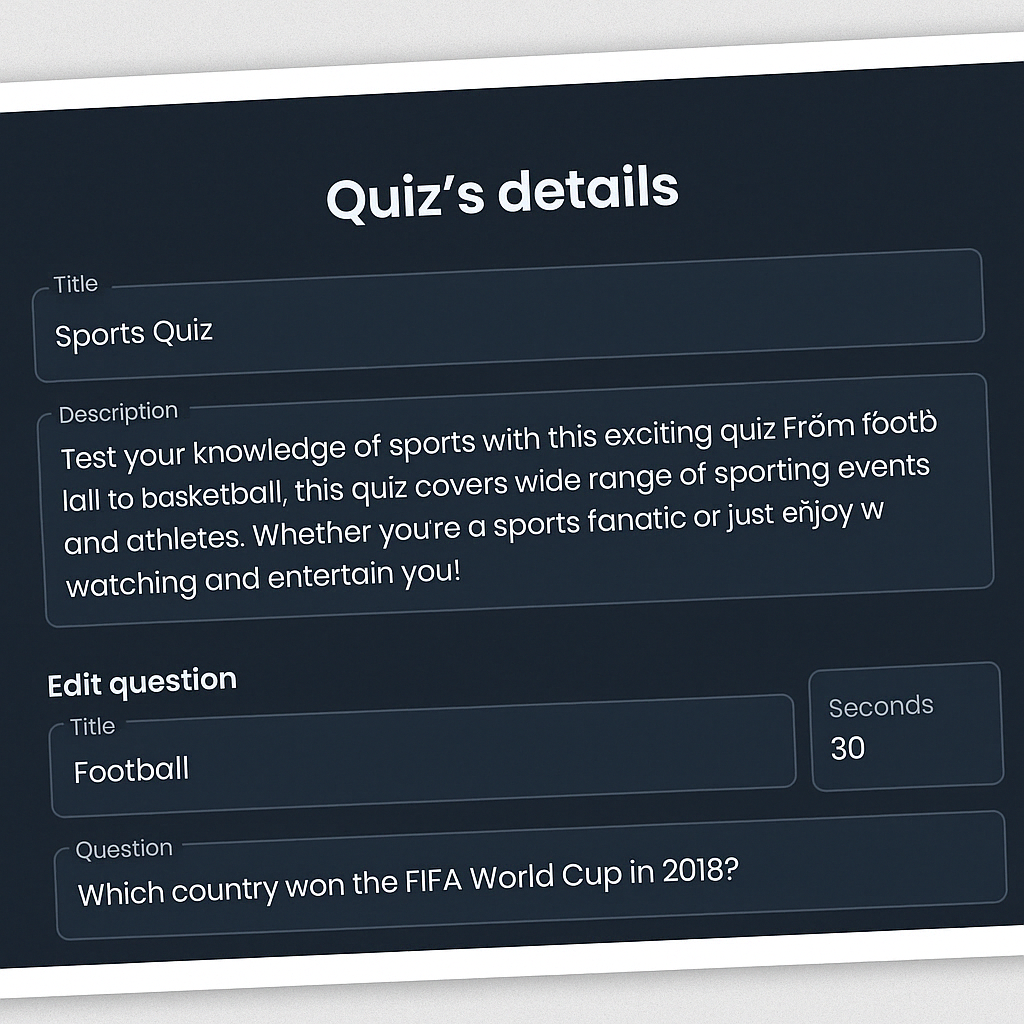 Quiz’s details
Title
Sports Quiz
Description
Test your knowledge of sports with this exciting quiz Frőm footb̀
lall to basketball, this quiz covers wide range of sporting events
and athletes. Whether you're a sports fanatic or just eňjoy w
watching and entertain you!
Edit question
Title
Football
Seconds
30
Question
Which country won the FIFA World Cup in 2018?